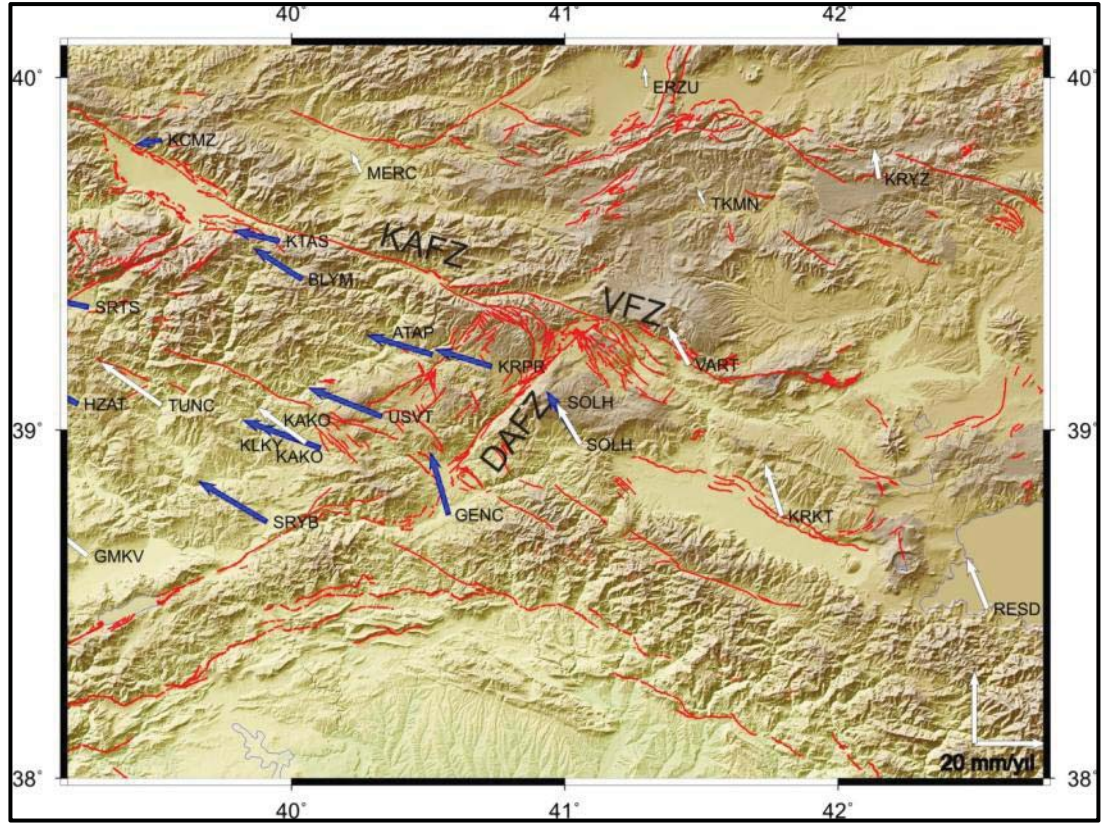 40° 41° 42°
40° 40°
ERZU
KCMZ
MERC
KRYZ
TKMN
KTAS
KAFZ
BLYM
SRTS
VFZ
ATAP
KRPR
VART
HZAT
TUNC
KAKO
USVT
DAFZ
SOLH
39° 39°
KLKY
KAKO
SOLH
SRYB
GENC
KRKT
GMKV
RESD
20 mm/yıl
38° 38°
40° 41° 42°